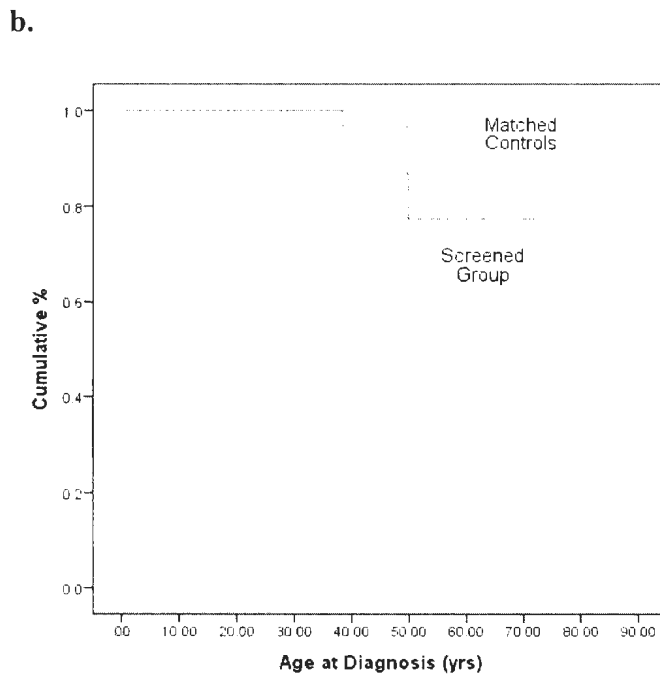 b.
1.0
Matched
Controls
0.8
Screened
Group
0.6
Cumulative %
0.4
0.2
0.0
.00 10.00 20.00 30.00 40.00 50.00 60.00 70.00 80.00 90.00
Age at Diagnosis (yrs)